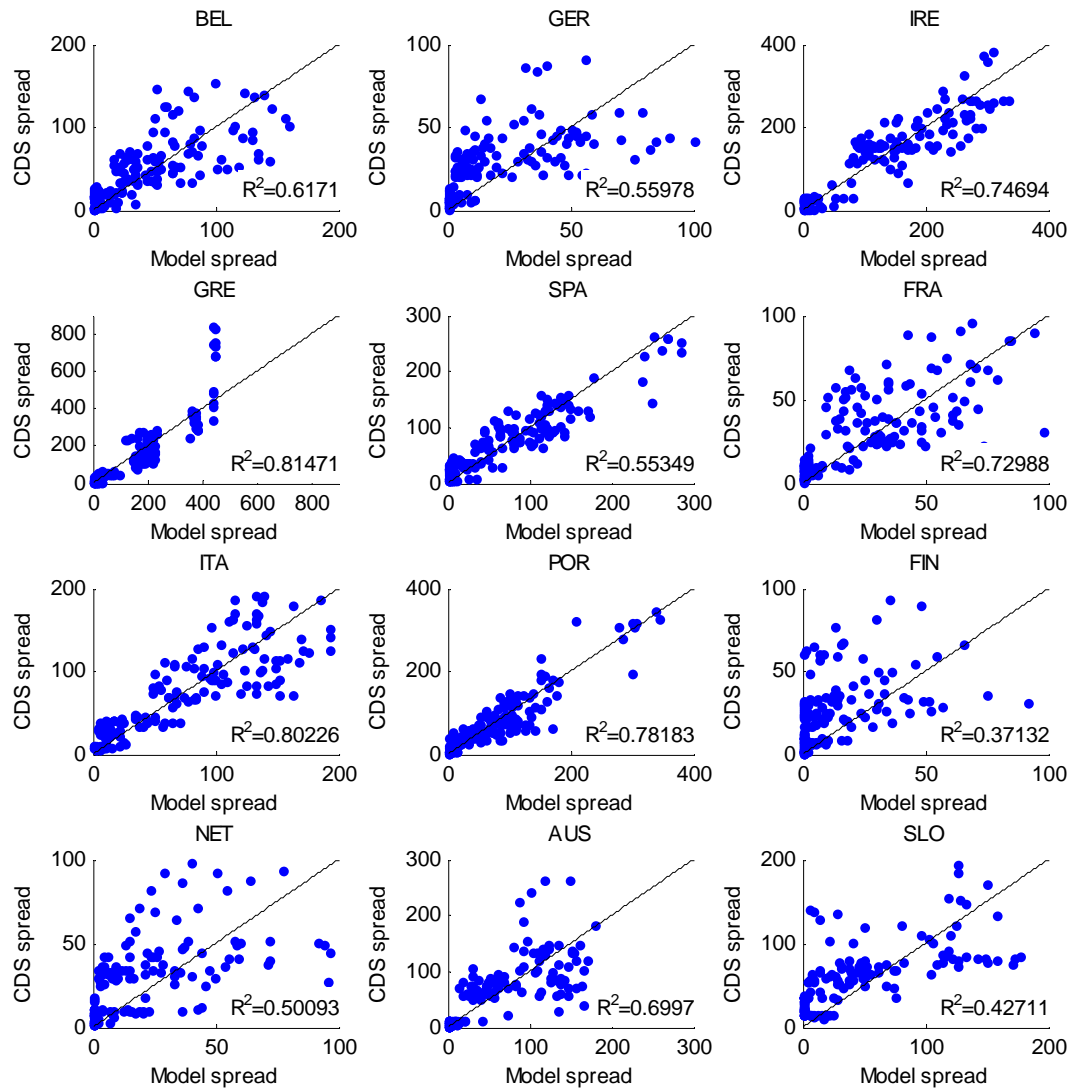 BEL
200
100
0
0 100 200
CDS spread
Model spread
R²=0.6171
GER
100
50
0
0 50 100
CDS spread
Model spread
R²=0.55978
IRE
400
200
0
0 200 400
CDS spread
Model spread
R²=0.74694
GRE
800
600
400
200
0
0 200 400 600 800
CDS spread
Model spread
R²=0.81471
SPA
300
200
100
0
0 100 200 300
CDS spread
Model spread
R²=0.55349
FRA
100
50
0
0 50 100
CDS spread
Model spread
R²=0.72988
ITA
200
100
0
0 100 200
CDS spread
Model spread
R²=0.80226
POR
400
200
0
0 200 400
CDS spread
Model spread
R²=0.78183
FIN
100
50
0
0 50 100
CDS spread
Model spread
R²=0.37132
NET
100
50
0
0 50 100
CDS spread
Model spread
R²=0.50093
AUS
300
200
100
0
0 100 200 300
CDS spread
Model spread
R²=0.6997
SLO
200
100
0
0 100 200
CDS spread
Model spread
R²=0.42711